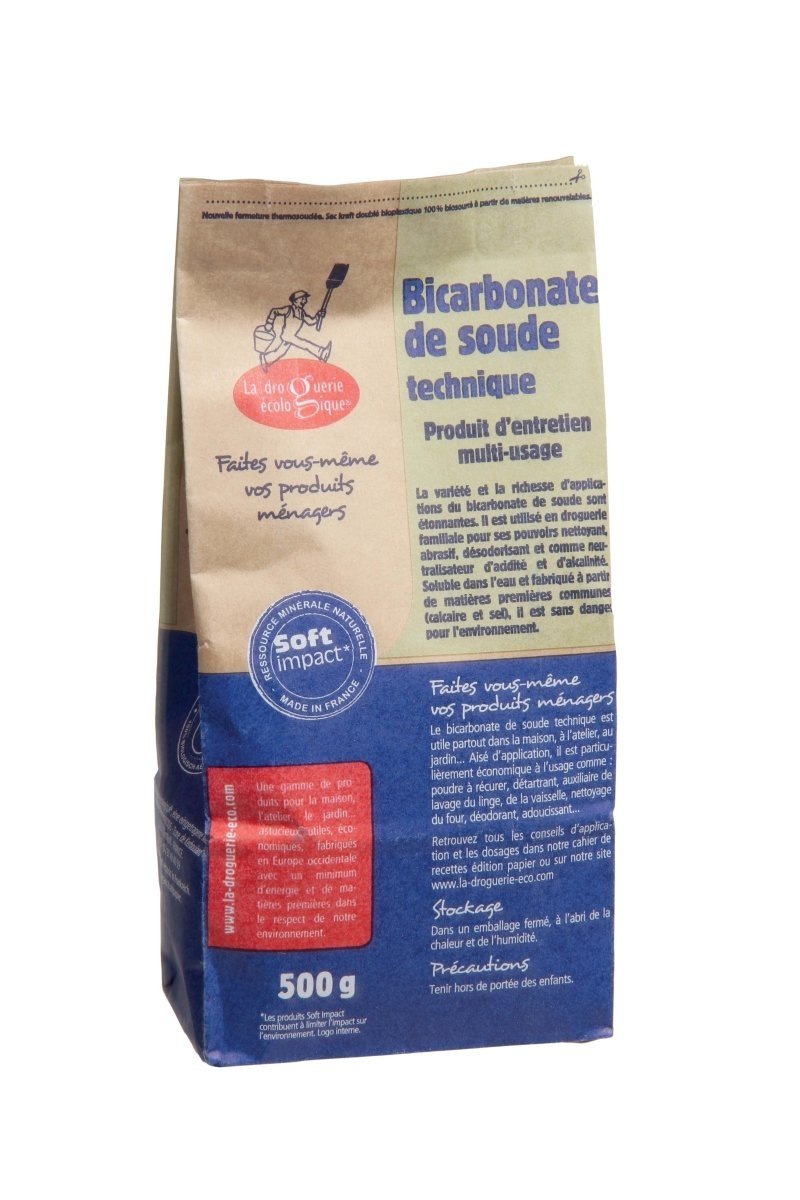 Nouvelle fermeture thermosoudée. Sac kraft doublé bioplastique 100% biosourcé à partir de matières renouvelables.
La droguerie
écologique
Faites vous-même
vos produits
ménagers
Bicarbonate
de soude
technique
Produit d'entretien
multi-usage
La variété et la richesse d'applica-
tions du bicarbonate de soude sont
étonnantes. Il est utilisé en droguerie
familiale pour ses pouvoirs nettoyant,
abrasif, désodorisant et comme neu-
tralisateur d'acidité et d'alcalinité.
Soluble dans l'eau et fabriqué à partir
de matières premières communes
(calcaire et sel), il est sans danger
pour l'environnement.
RESSOURCE MINÉRALE NATURELLE
Soft
impact*
- MADE IN FRANCE -
Faites vous-même
vos produits ménagers
Le bicarbonate de soude technique est
utile partout dans la maison, à l'atelier, au
jardin... Aisé d'application, il est particu-
lièrement économique à l'usage comme :
poudre à récurer, détartrant, auxiliaire de
lavage du linge, de la vaisselle, nettoyage
du four, déodorant, adoucissant...
Retrouvez tous les conseils d'applica-
tion et les dosages dans notre cahier de
recettes édition papier ou sur notre site
www.la-droguerie-eco.com
Stockage
Dans un emballage fermé, à l'abri de la
chaleur et de l'humidité.
Précautions
Tenir hors de portée des enfants.
www.la-droguerie-eco.com
Une gamme de pro
duits pour la maison,
l'atelier, le jardin...
astucieux, utiles, éco-
nomiques, fabriqués
en Europe occidentale
avec un minimum
d'énergie et de ma-
tières premières dans
le respect de notre
environnement.
500 g
*Les produits Soft Impact
contribuent à limiter l'impact sur
l'environnement. Logo interne.